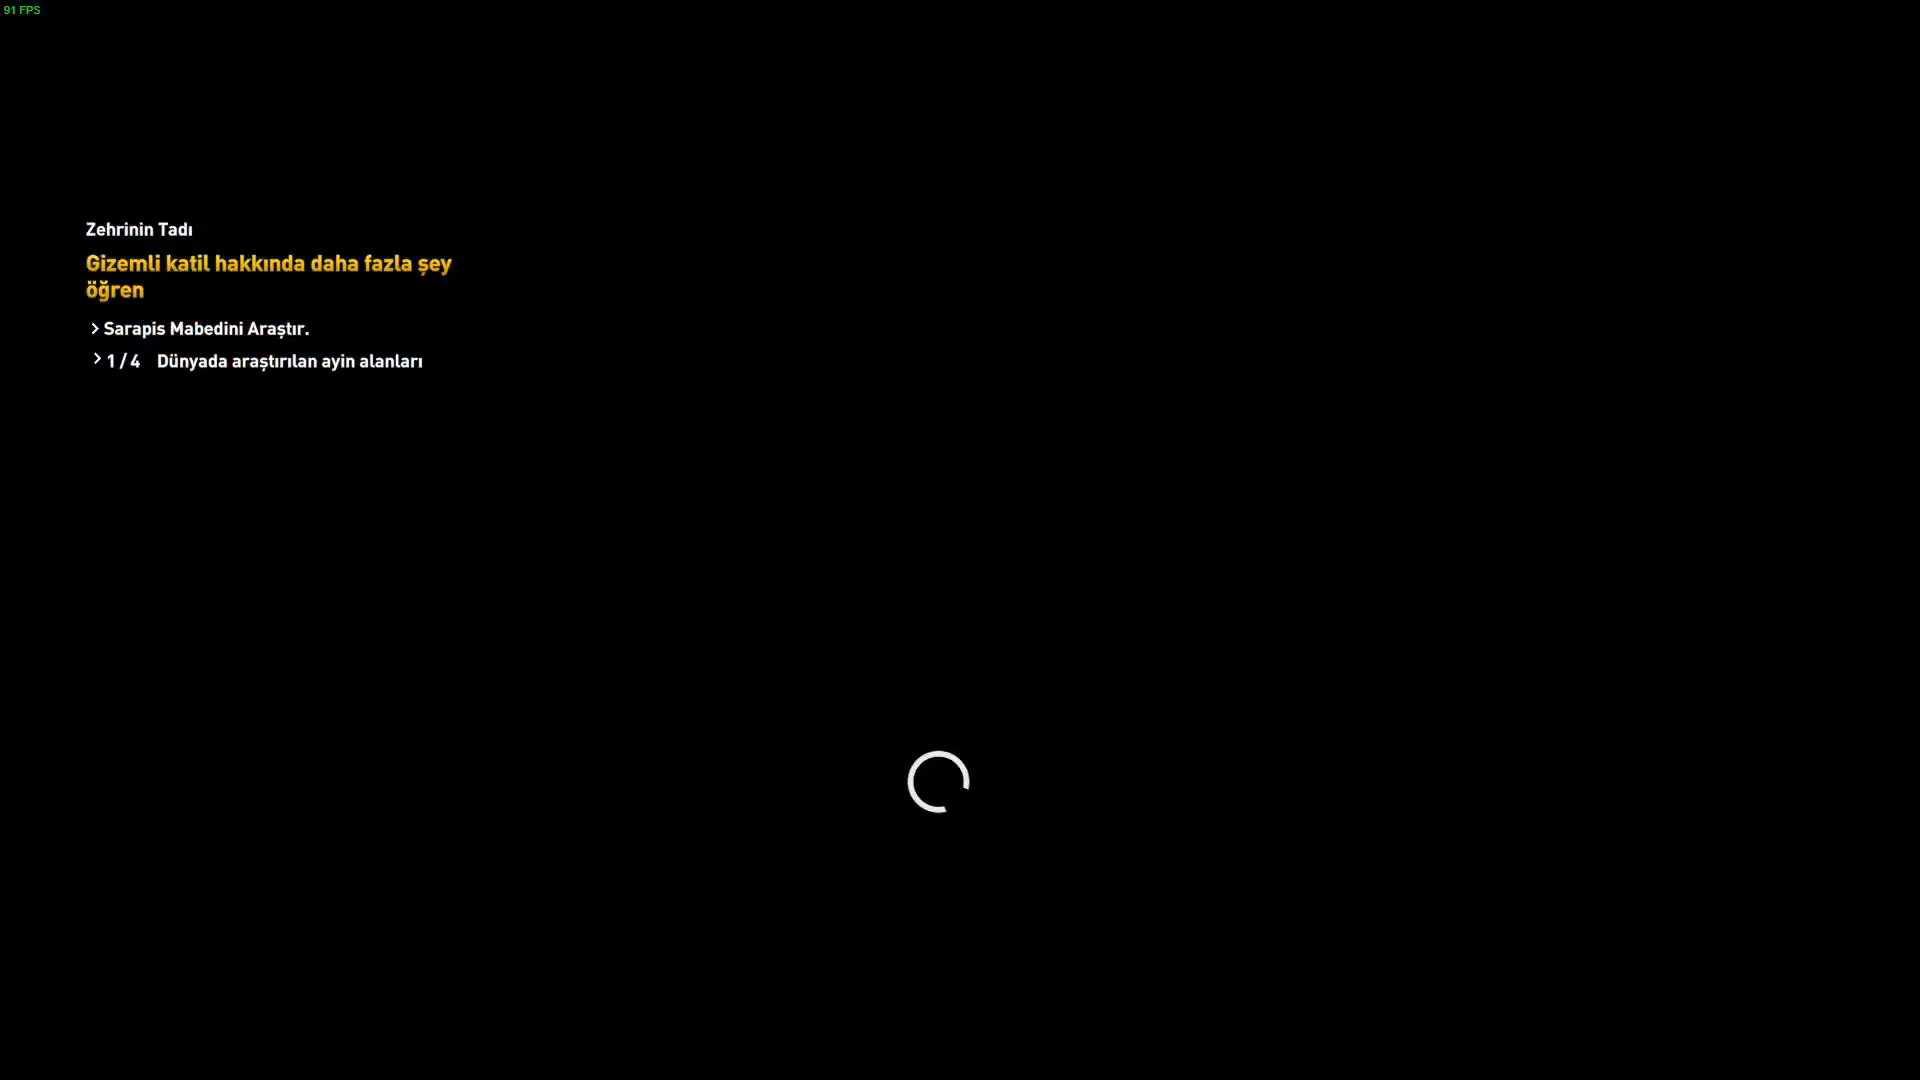 91 FPS
Zehrinin Tadı
Gizemli katil hakkında daha fazla şey
öğren
> Sarapis Mabedini Araştır.
> 1 / 4 Dünyada araştırılan ayin alanları